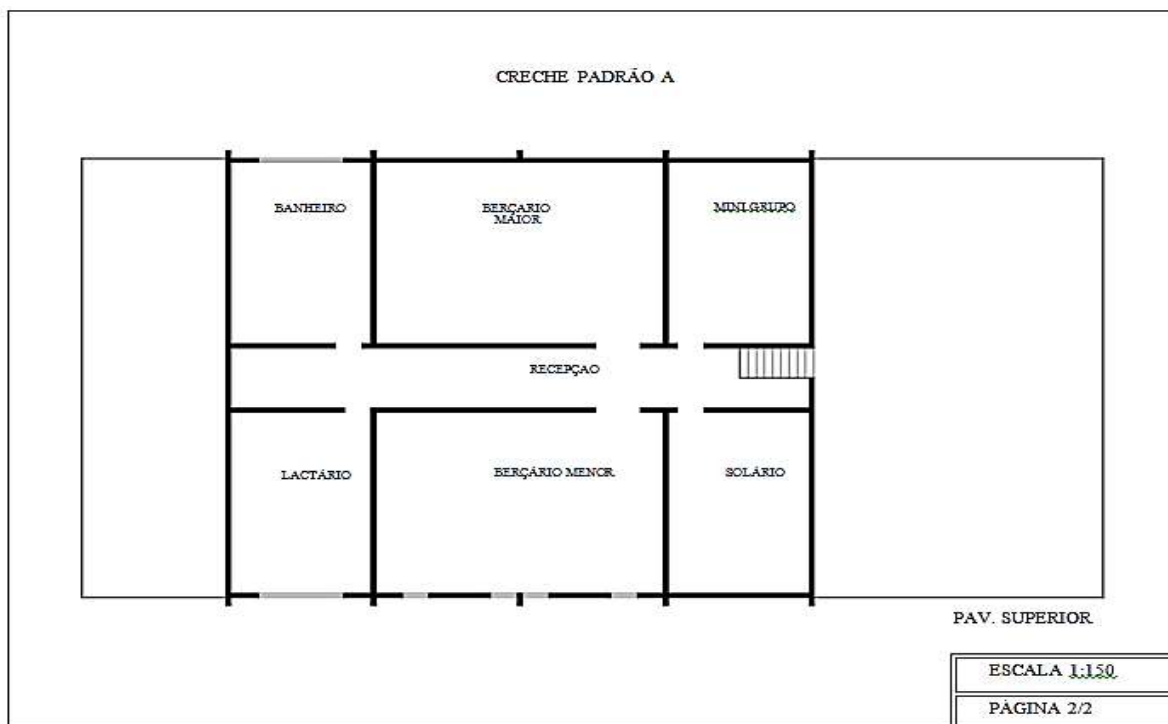 CRECHE PADRÃO A
BANHEIRO
BERÇARIO
MAIOR
MINI GRUPO
RECEPÇAO
LACTÁRIO
BERÇÁRIO MENOR
SOLÁRIO
PAV. SUPERIOR
ESCALA 1:150
PÁGINA 2/2